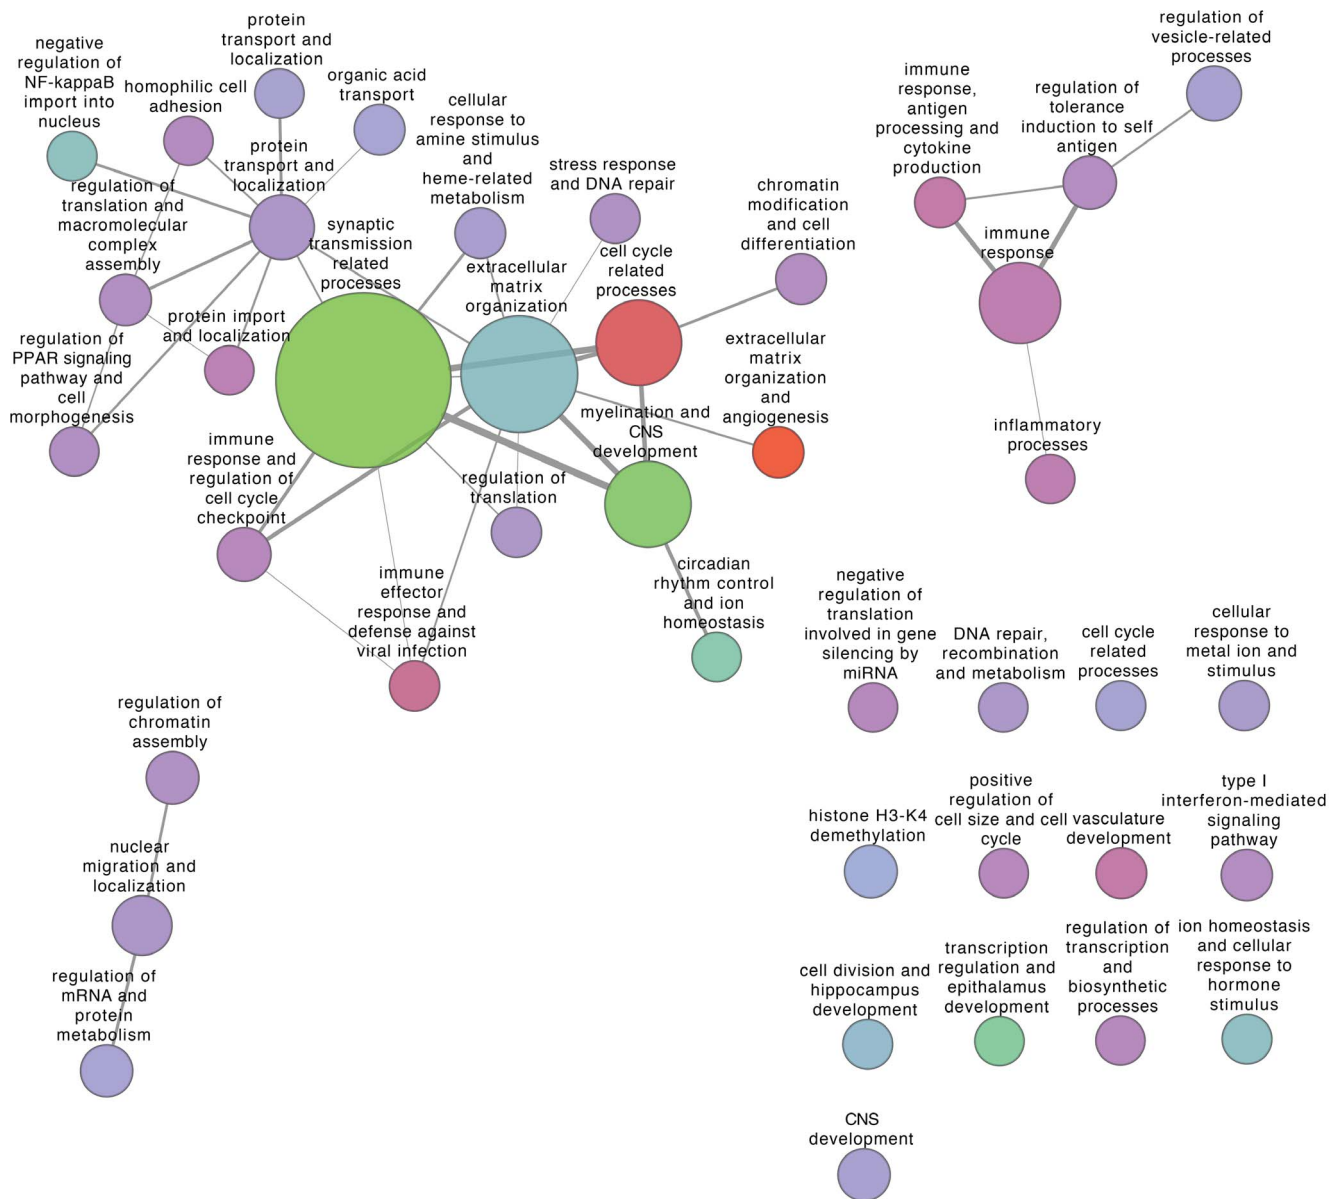 negative
regulation of
NF-kappaB
import into
nucleus
homophilic cell
adhesion
protein
transport and
localization
organic acid
transport
protein
transport and
localization
regulation of
translation and
macromolecular
complex
assembly
synaptic
transmission
related
processes
cellular
response to
amine stimulus
and
heme-related
metabolism
stress response
and DNA repair
extracellular
matrix
organization
cell cycle
related
processes
chromatin
modification
and cell
differentiation
regulation of
PPAR signaling
pathway and
cell
morphogenesis
protein import
and localization
extracellular
matrix
organization
and
angiogenesis
myelination and
CNS
development
immune
response and
regulation of
cell cycle
checkpoint
regulation of
translation
immune
effector
response and
defense against
viral infection
circadian
rhythm control
and ion
homeostasis
immune
response,
antigen
processing and
cytokine
production
regulation of
tolerance
induction to self
antigen
regulation of
vesicle-related
processes
immune
response
inflammatory
processes
regulation of
chromatin
assembly
nuclear
migration and
localization
regulation of
mRNA and
protein
metabolism
negative
regulation of
translation
involved in gene
silencing by
miRNA
DNA repair,
recombination
and metabolism
cell cycle
related
processes
cellular
response to
metal ion and
stimulus
histone H3-K4
demethylation
positive
regulation of
cell size and cell
cycle
vasculature
development
type I
interferon-mediated
signaling
pathway
cell division and
hippocampus
development
transcription
regulation and
epithalamus
development
regulation of
transcription
and
biosynthetic
processes
ion homeostasis
and cellular
response to
hormone
stimulus
CNS
development